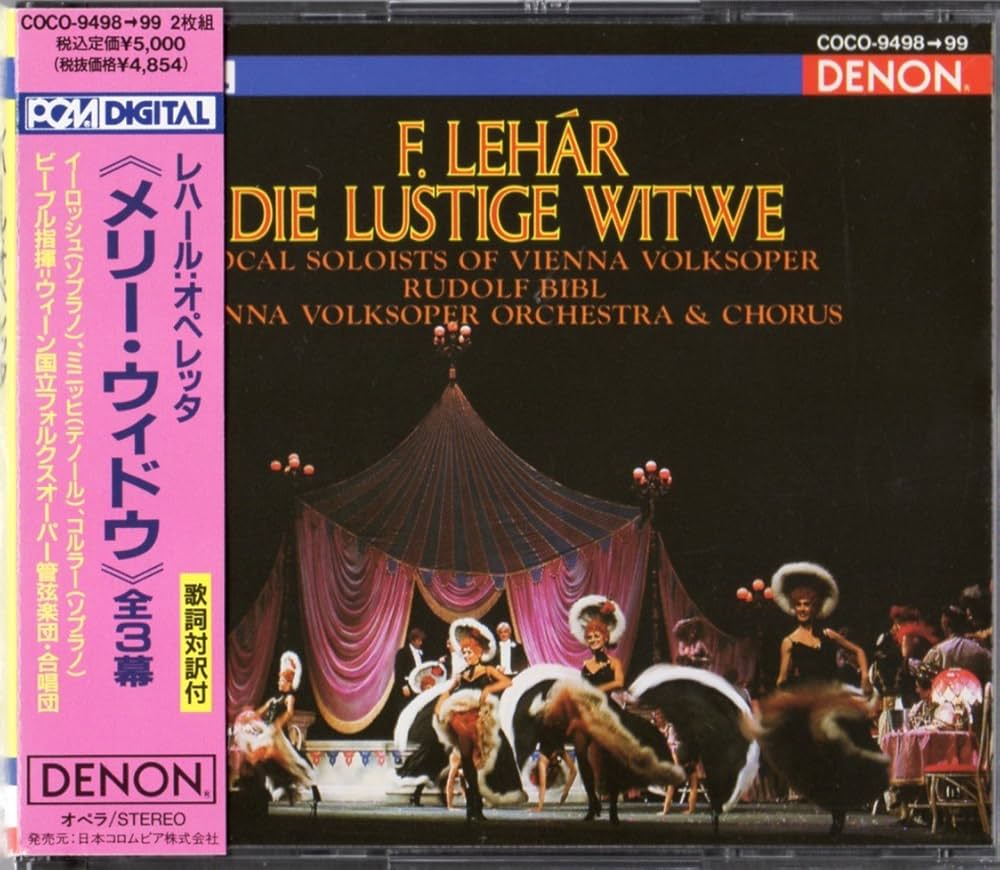 COCO-9498→99 2枚組
税込定価¥5,000
(税抜価格¥4,854)
PCM DIGITAL
レハール:オペレッタ
《メリー・ウィドウ》全3幕
イーロッシュ(ソプラノ)、ミニッヒ(テノール)、コルラー(ソプラノ)
ビーブル指揮=ウィーン国立フォルクスオーパー管弦楽団・合唱団
歌詞対訳付
DENON
オペラ/STEREO
発売元:日本コロムビア株式会社
COCO-9498→99
DENON
F. LEHÁR
DIE LUSTIGE WITWE
OCAL SOLOISTS OF VIENNA VOLKSOPER
RUDOLF BIBL
NNA VOLKSOPER ORCHESTRA & CHORUS